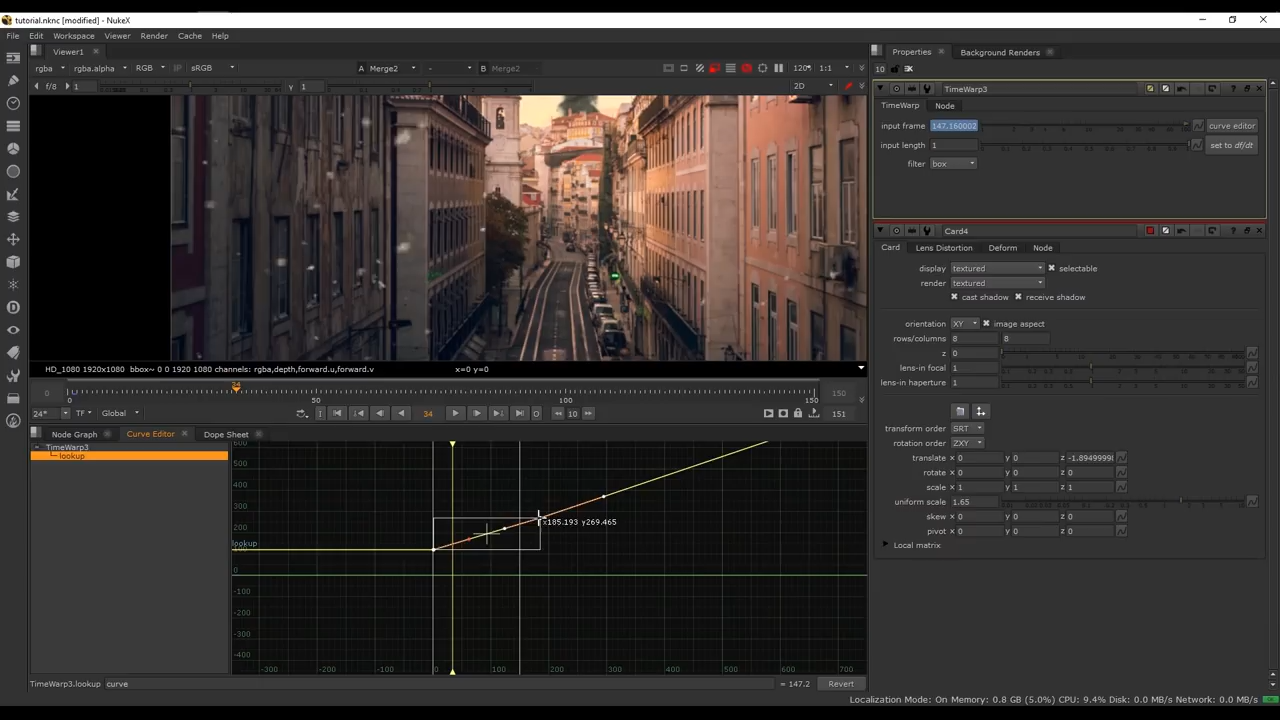 tutorial.nknc [modified] - NukeX
File Edit Workspace Viewer Render Cache Help
Viewer1
rgba rgba.alpha RGB IP sRGB A Merge2 - B Merge2 120% 1:1
f/8 1 y 1 2D
HD_1080 1920x1080 bbox~ 0 0 1920 1080 channels: rgba,depth,forward.u,forward.v x=0 y=0
34
0 0 50 100 150 150
24* TF Global 34 10 151
Node Graph Curve Editor Dope Sheet
TimeWarp3
lookup
600
500
400
300
200
lookup
100
0
-100
-200
-300
-400
x185.193 y269.465
-300 -200 -100 0 100 200 300 400 500 600 700
TimeWarp3.lookup curve = 147.2 Revert
Properties Background Renders
10
TimeWarp3
TimeWarp Node
input frame 147.160002 curve editor
input length 1 set to df/dt
filter box
Card4
Card Lens Distortion Deform Node
display textured selectable
render textured
cast shadow receive shadow
orientation XY image aspect
rows/columns 8 8
z 0
lens-in focal 1
lens-in haperture 1
transform order SRT
rotation order ZXY
translate x 0 y 0 z -1.8949999
rotate x 0 y 0 z 0
scale x 1 y 1 z 1
uniform scale 1.65
skew x 0 y 0 z 0
pivot x 0 y 0 z 0
Local matrix
Localization Mode: On Memory: 0.8 GB (5.0%) CPU: 9.4% Disk: 0.0 MB/s Network: 0.0 MB/s